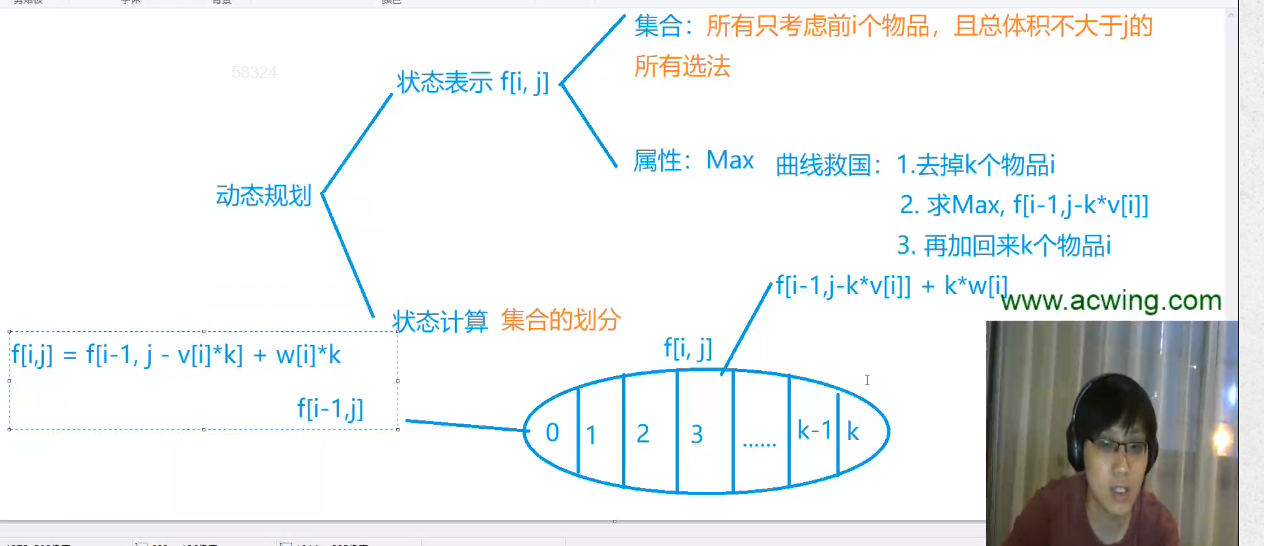 58324
集合：所有只考虑前i个物品，且总体积不大于j的
所有选法
状态表示 f[i, j]
属性：Max
曲线救国：1.去掉k个物品i
2. 求Max, f[i-1,j-k*v[i]]
3. 再加回来k个物品i
动态规划
f[i-1,j-k*v[i]] + k*w[i]
www.acwing.com
状态计算 集合的划分
f[i,j] = f[i-1, j - v[i]*k] + w[i]*k
f[i, j]
f[i-1,j]
0 1 2 3 ...... k-1 k